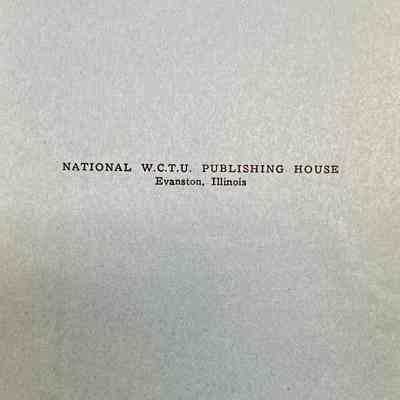 NATIONAL W.C.T.U. PUBLISHING HOUSE
Evanston, Illinois